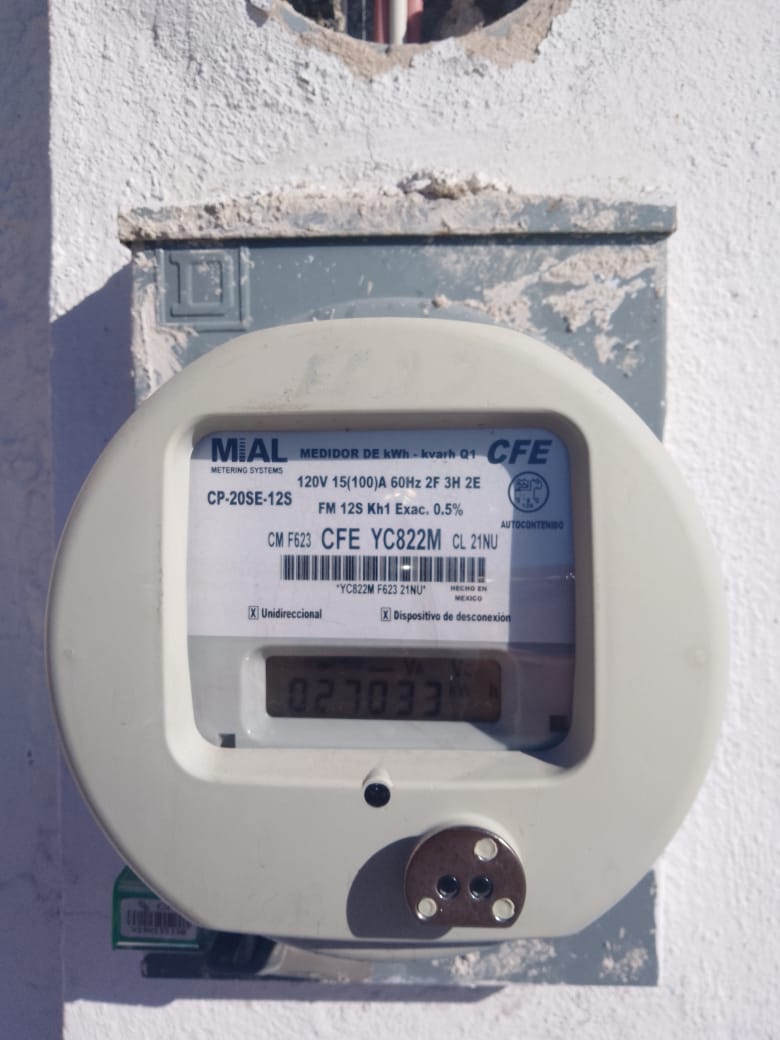 MIAL
METERING SYSTEMS
MEDIDOR DE kWh - kvarh Q1
CFE
120V 15(100)A 60Hz 2F 3H 2E
CP-20SE-12S
FM 12S Kh1 Exac. 0.5%
AUTOCONTENIDO
CM F623 CFE YC822M CL 21NU
*YC822M F623 21NU*
HECHO EN
MEXICO
X Unidireccional
X Dispositivo de desconexión
027033 kW h